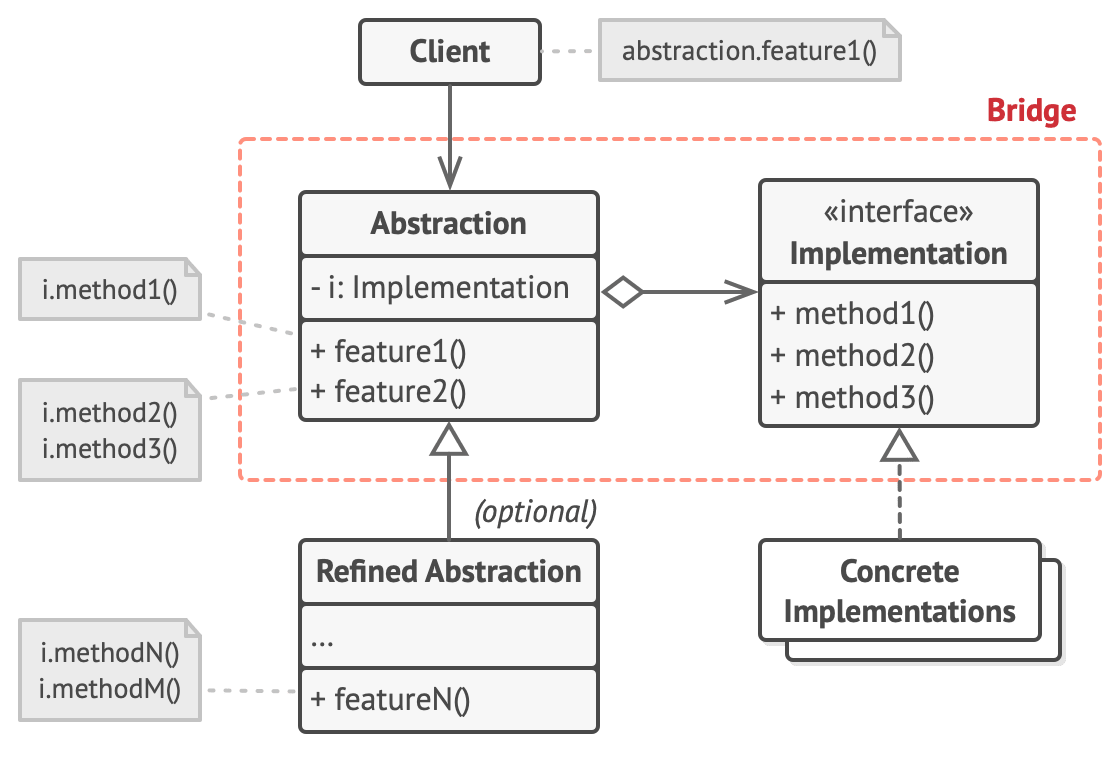 Client
abstraction.feature1()
Bridge
Abstraction
- i: Implementation
+ feature1()
+ feature2()
«interface»
Implementation
+ method1()
+ method2()
+ method3()
i.method1()
i.method2()
i.method3()
(optional)
Refined Abstraction
...
+ featureN()
i.methodN()
i.methodM()
Concrete
Implementations